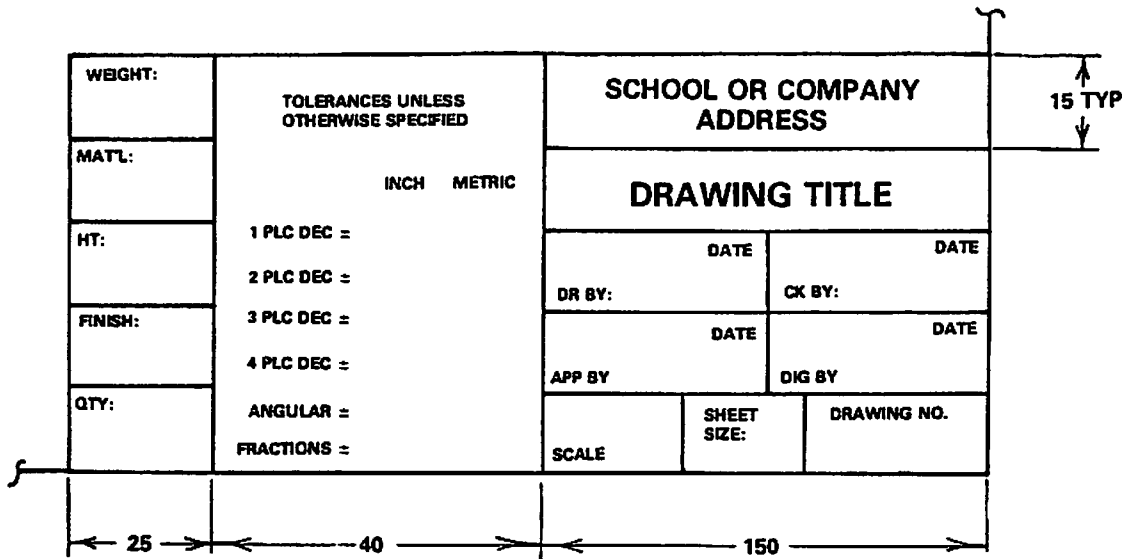 WEIGHT:
MAT'L:
HT:
FINISH:
QTY:
TOLERANCES UNLESS
OTHERWISE SPECIFIED
INCH METRIC
1 PLC DEC ±
2 PLC DEC ±
3 PLC DEC ±
4 PLC DEC ±
ANGULAR ±
FRACTIONS ±
SCHOOL OR COMPANY
ADDRESS
DRAWING TITLE
DATE
DR BY:
DATE
CK BY:
DATE
APP BY
DATE
DIG BY
SCALE
SHEET
SIZE:
DRAWING NO.
15 TYP
25
40
150